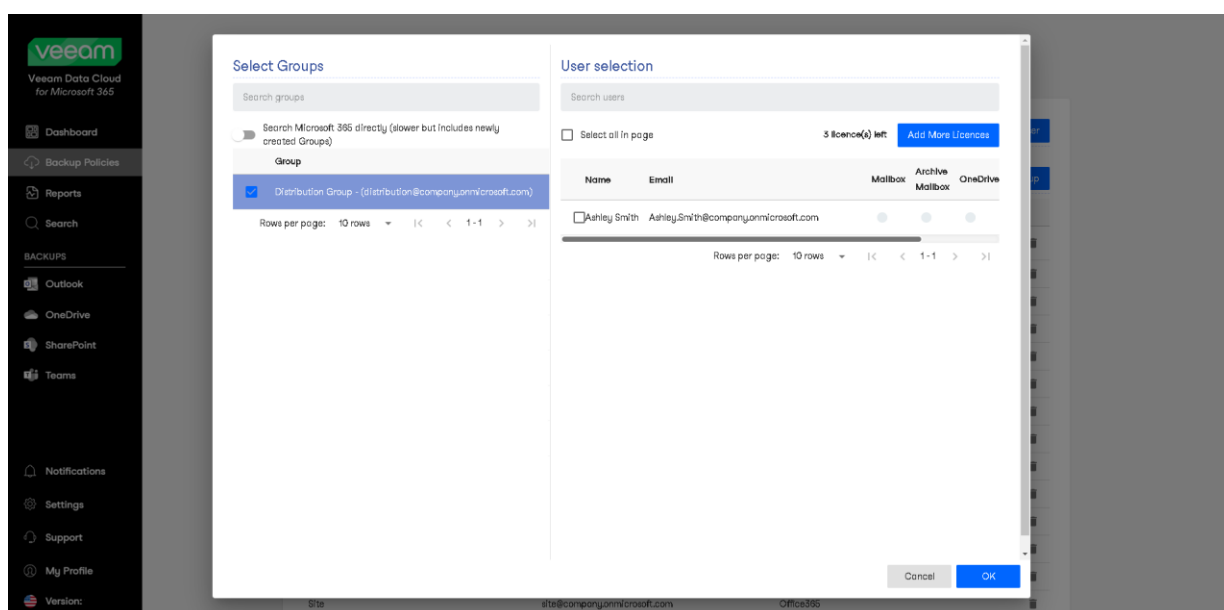 veeam
Veeam Data Cloud
for Microsoft 365
Dashboard
Backup Policies
Reports
Search
BACKUPS
Outlook
OneDrive
SharePoint
Teams
Notifications
Settings
Support
My Profile
Version:
Select Groups
Search groups
Search Microsoft 365 directly (slower but includes newly
created Groups)
Group
Distribution Group - (distribution@company.onmicrosoft.com)
Rows per page: 10 rows 1-1
User selection
Search users
Select all in page 3 licence(s) left Add More Licences
Name Email Mailbox Archive Mailbox OneDrive
Ashley Smith Ashley.Smith@company.onmicrosoft.com
Rows per page: 10 rows 1-1
Cancel OK
er
up
Site site@company.onmicrosoft.com Office365